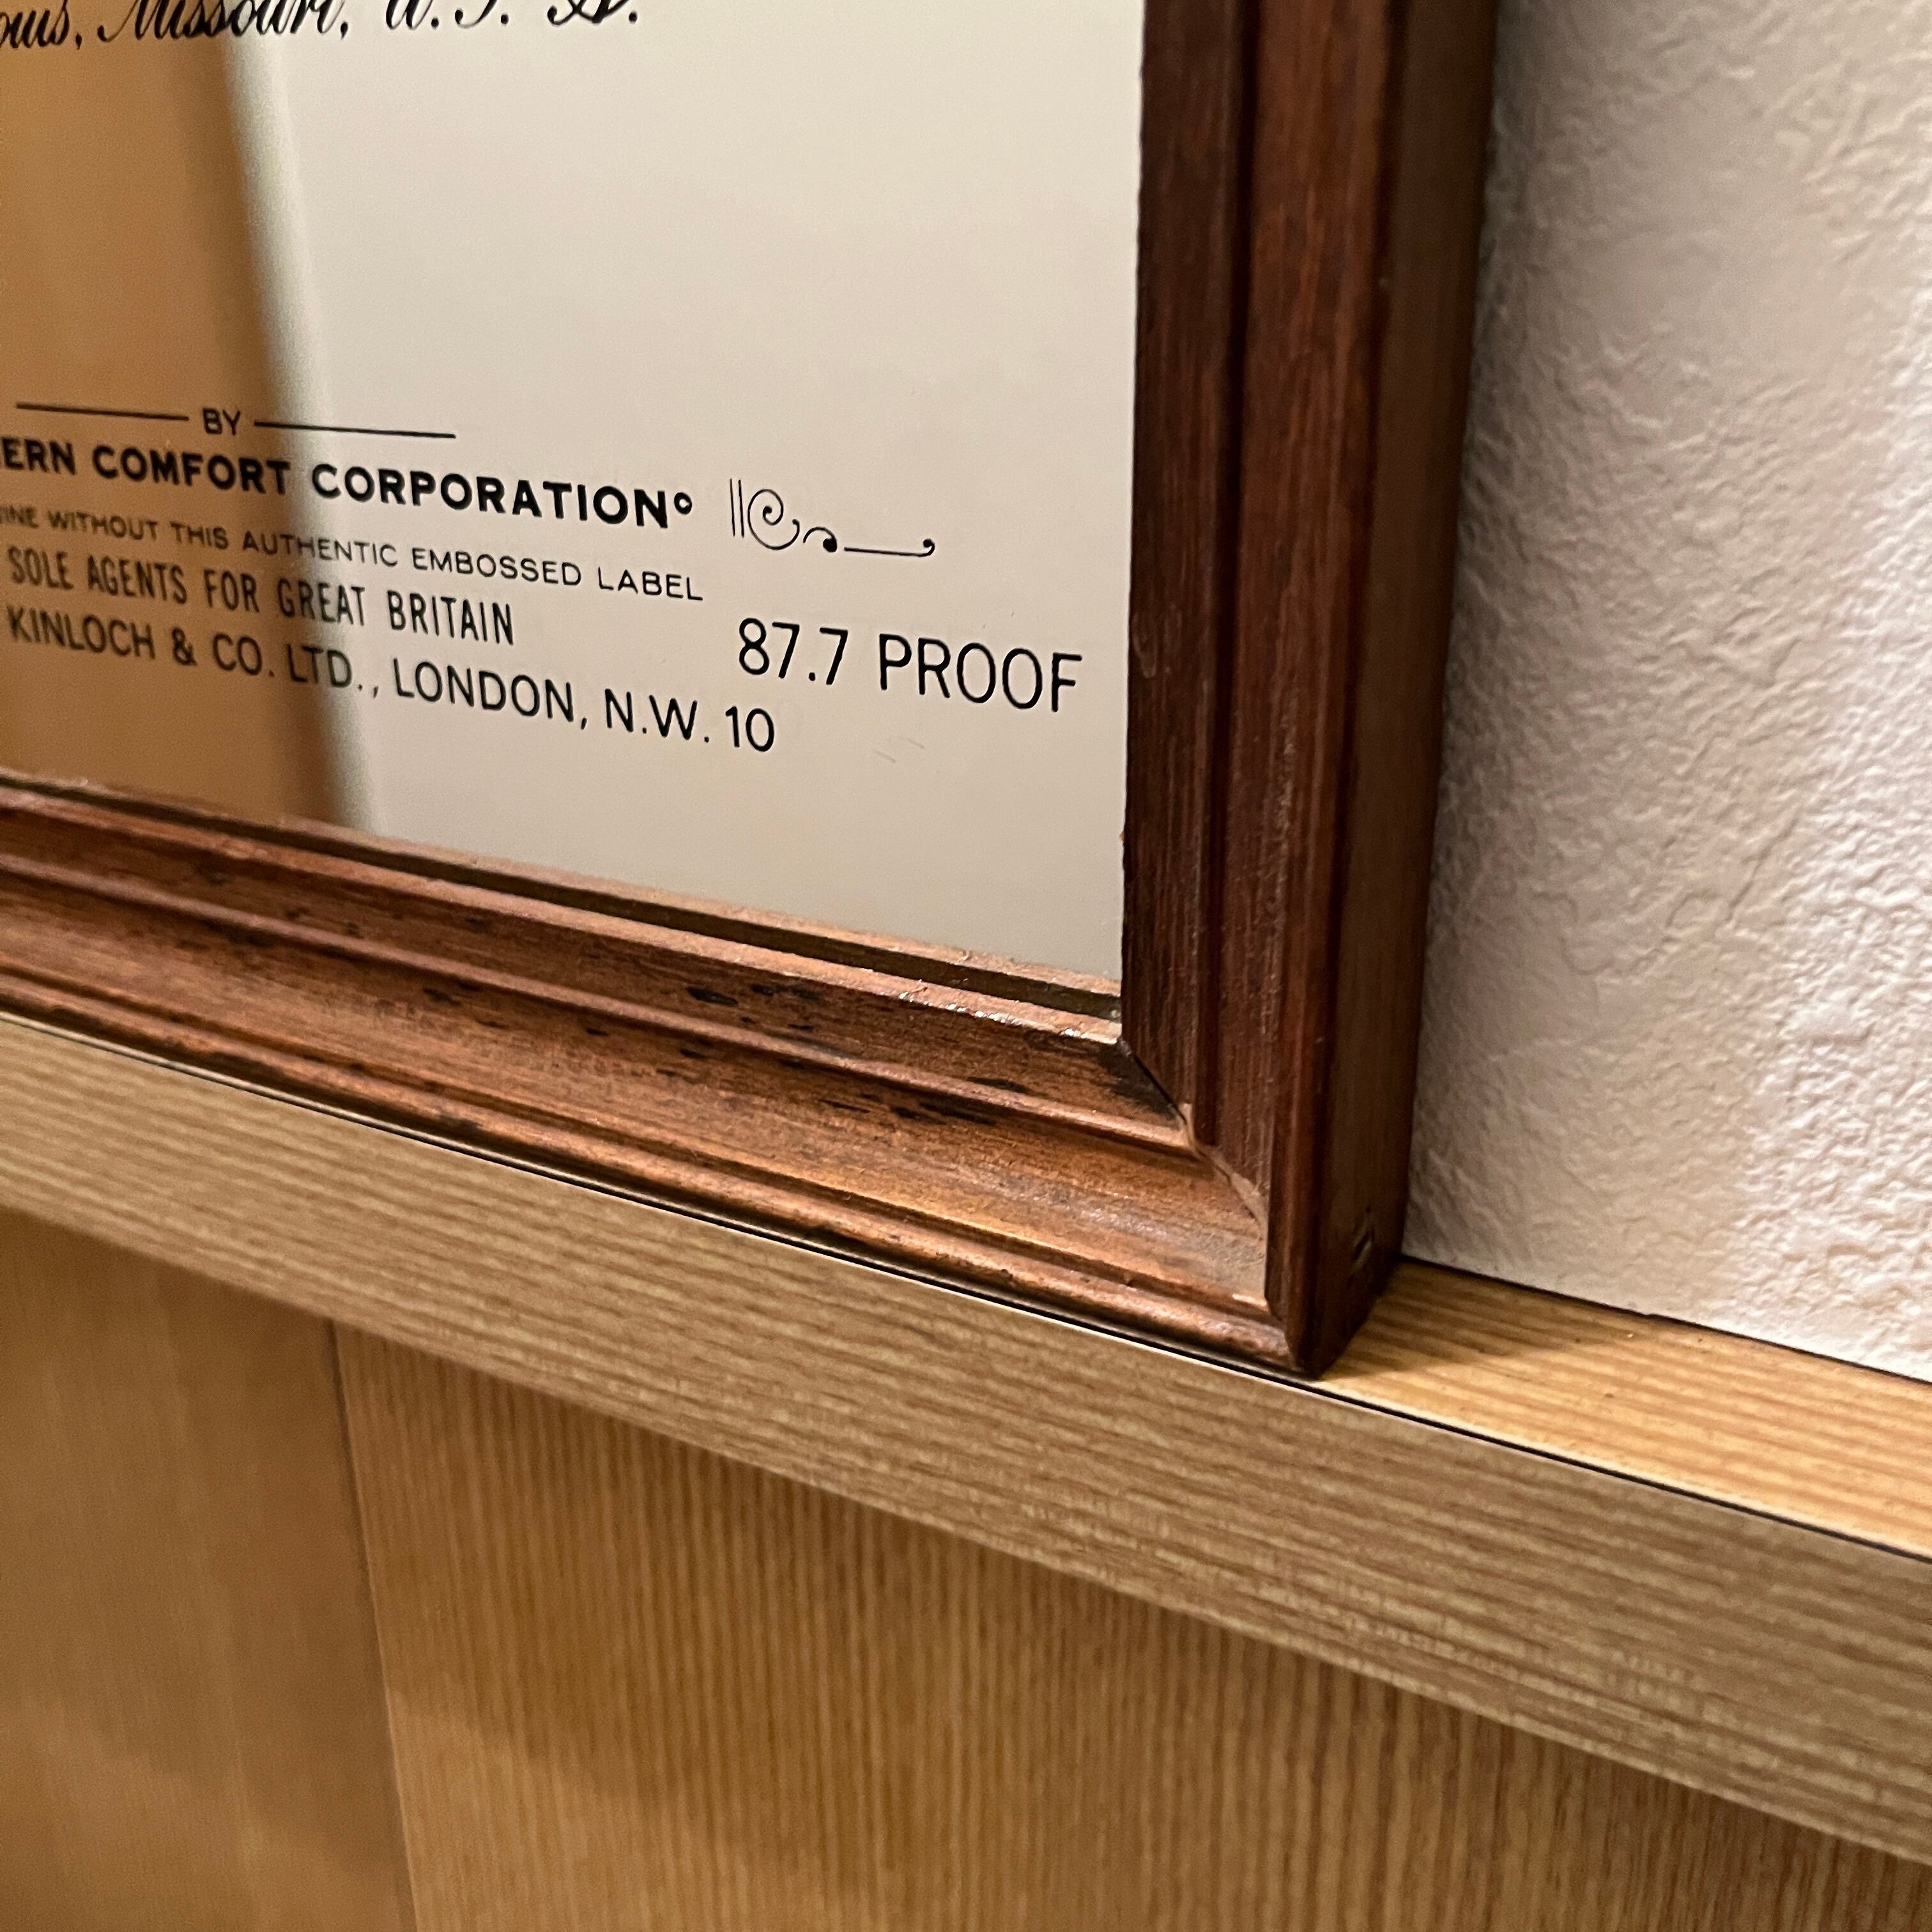 Missouri, U.S.A.
BY
ERN COMFORT CORPORATION
INE WITHOUT THIS AUTHENTIC EMBOSSED LABEL
SOLE AGENTS FOR GREAT BRITAIN
KINLOCH & CO. LTD., LONDON, N.W. 10
87.7 PROOF